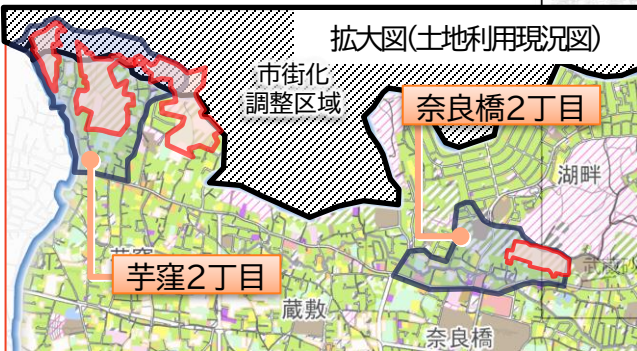 拡大図(土地利用現況図)
市街化
調整区域
奈良橋2丁目
湖畔
芋窪2丁目
蔵敷
奈良橋